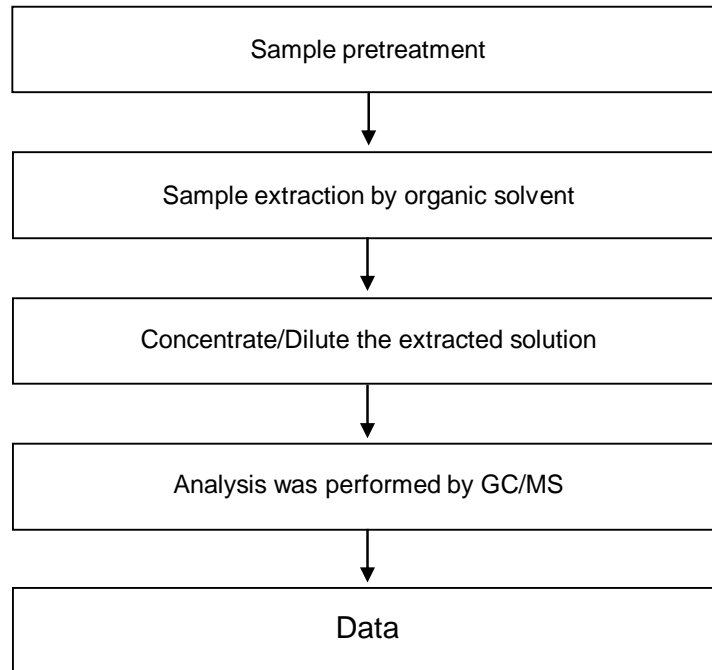 Sample pretreatment
Sample extraction by organic solvent
Concentrate/Dilute the extracted solution
Analysis was performed by GC/MS
Data